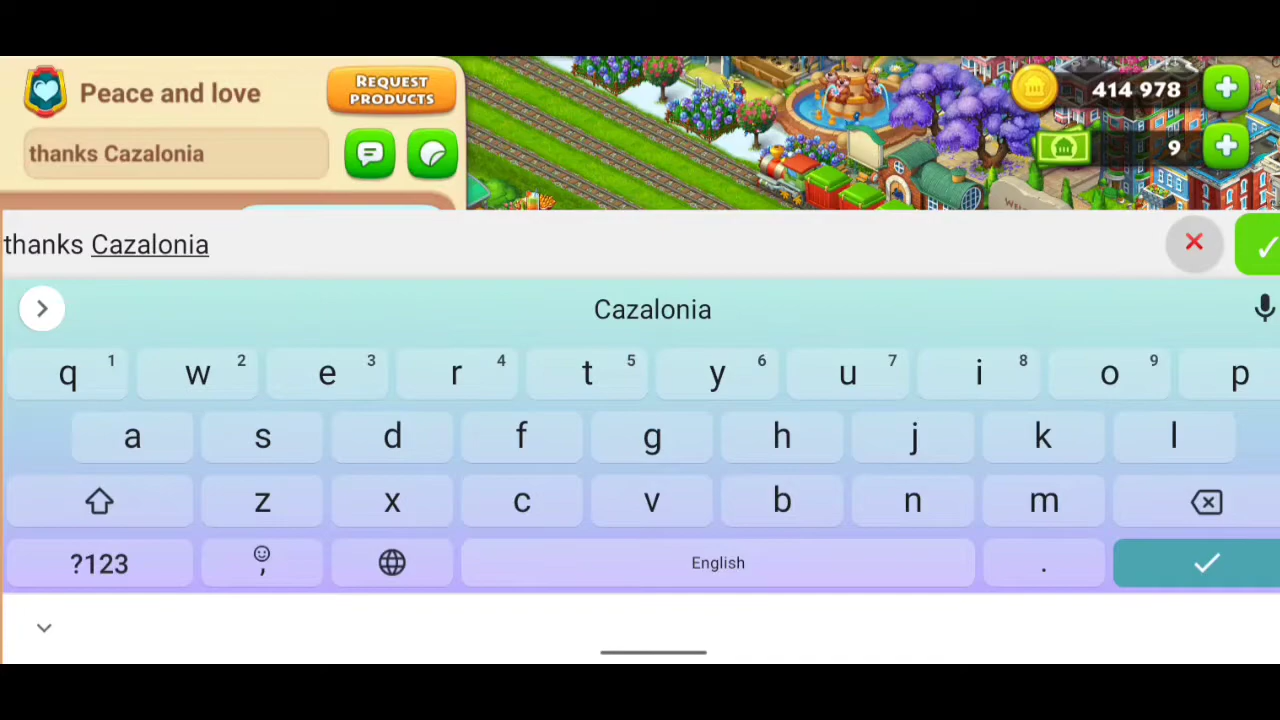 Peace and love
REQUEST
PRODUCTS
414 978
thanks Cazalonia
9
thanks Cazalonia
Cazalonia
q 1 w 2 e 3 r 4 t 5 y 6 u 7 i 8 o 9 p
a s d f g h j k l
z x c v b n m
?123 , English .